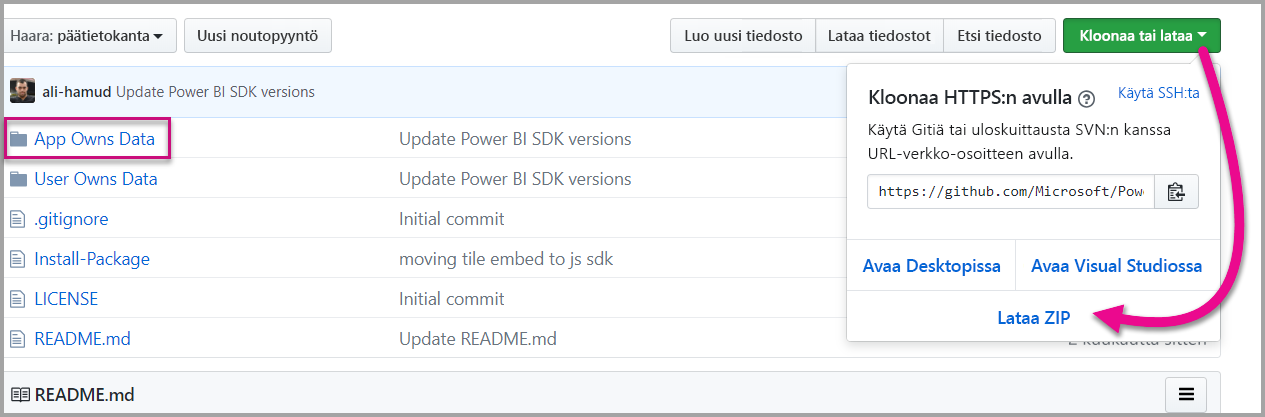 Haara: päätietokanta
Uusi noutopyyntö
Luo uusi tiedosto
Lataa tiedostot
Etsi tiedosto
Kloonaa tai lataa
ali-hamud Update Power BI SDK versions
App Owns Data
Update Power BI SDK versions
User Owns Data
Update Power BI SDK versions
.gitignore
Initial commit
Install-Package
moving tile embed to js sdk
LICENSE
Initial commit
README.md
Update README.md
2 kuukautta sitten
Kloonaa HTTPS:n avulla
Käytä SSH:ta
Käytä Gitiä tai uloskuittausta SVN:n kanssa
URL-verkko-osoitteen avulla.
https://github.com/Microsoft/Pow
Avaa Desktopissa
Avaa Visual Studiossa
Lataa ZIP
README.md